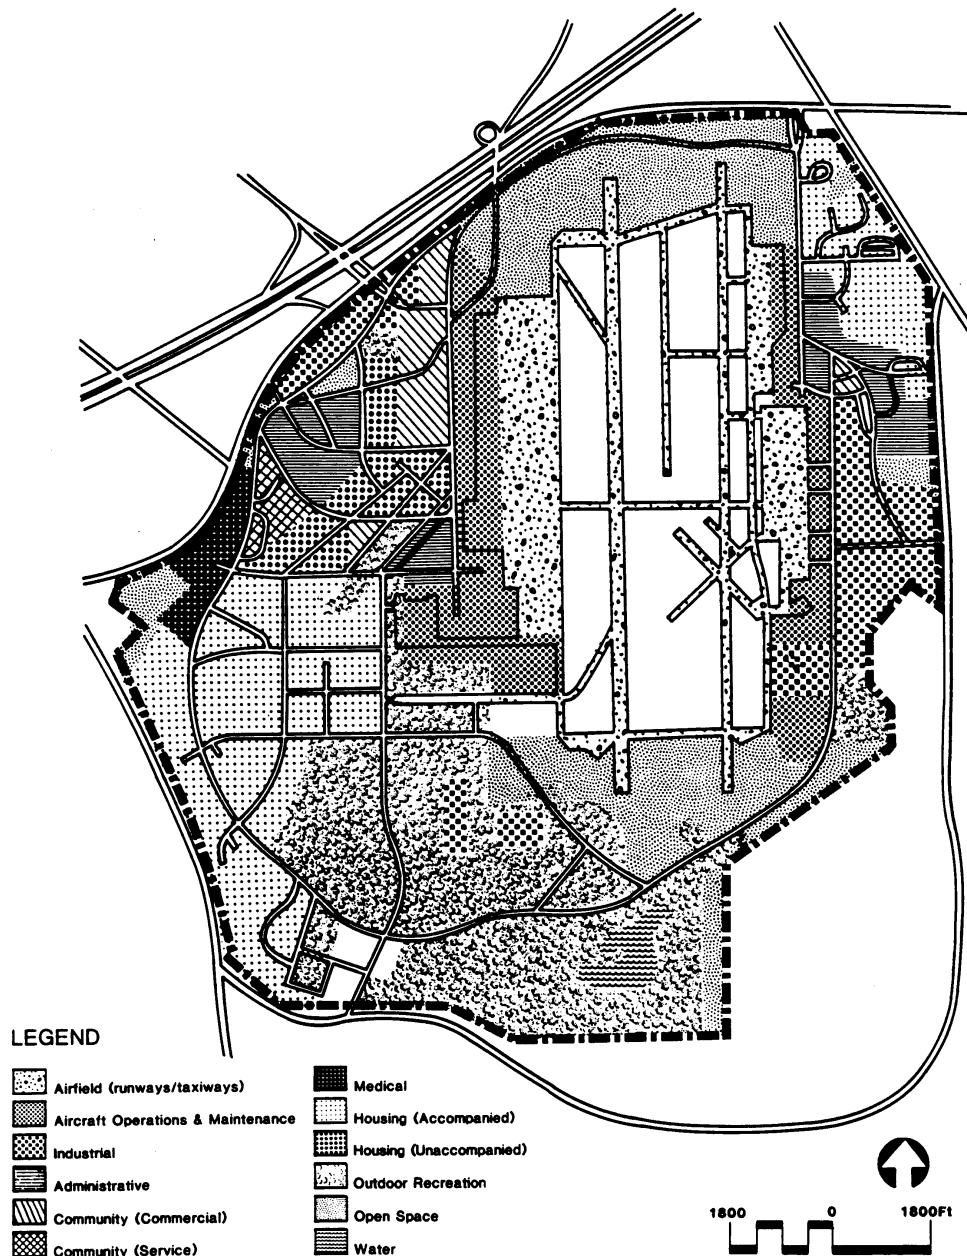 LEGEND
Airfield (runways/taxiways)
Aircraft Operations & Maintenance
Industrial
Administrative
Community (Commercial)
Community (Service)
Medical
Housing (Accompanied)
Housing (Unaccompanied)
Outdoor Recreation
Open Space
Water
1800 0 1800Ft